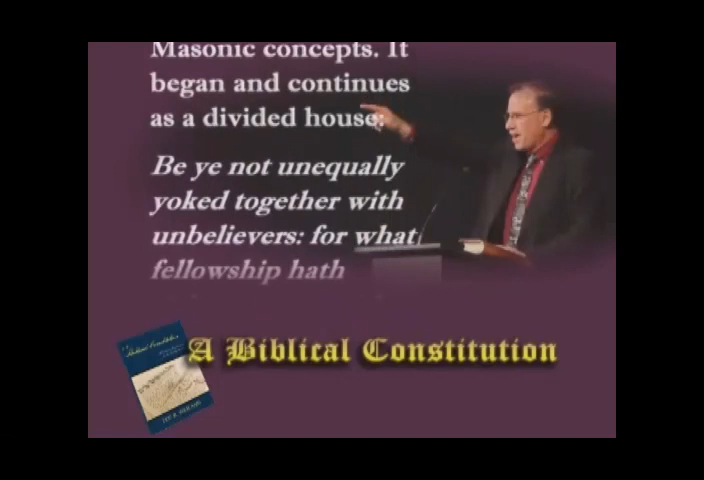 Masonic concepts. It
began and continues
as a divided house:
Be ye not unequally
yoked together with
unbelievers: for what
fellowship hath
A Biblical Constitution